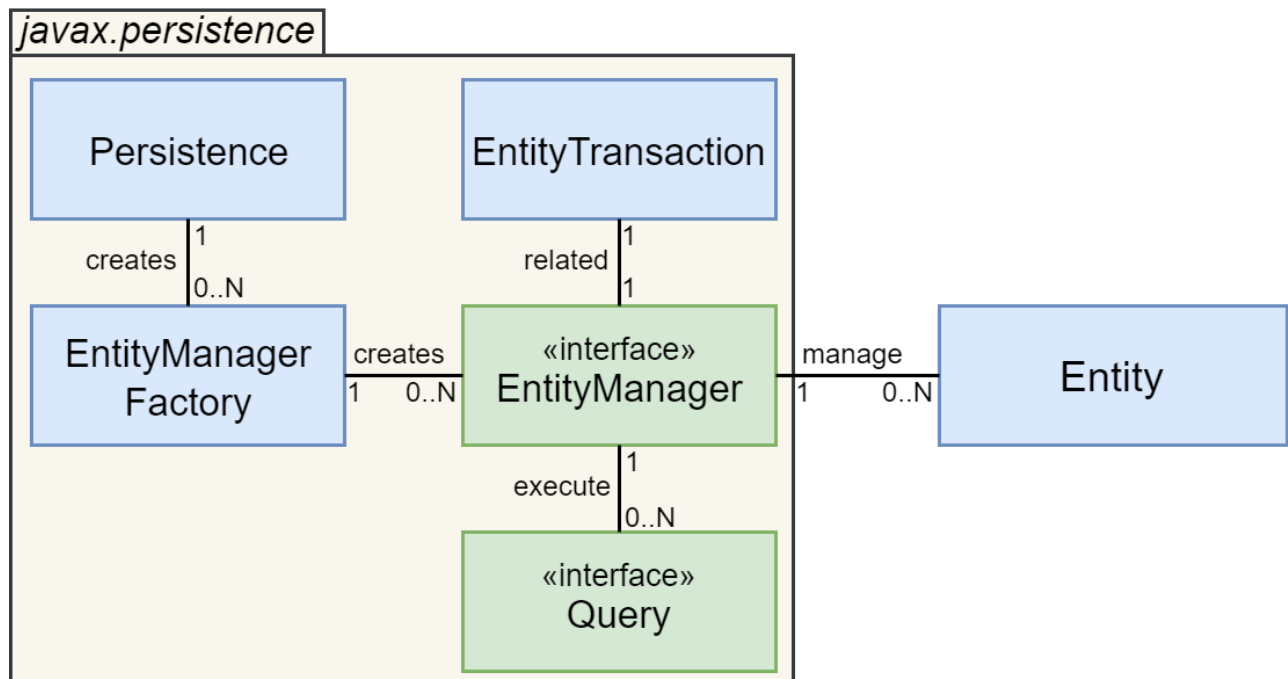 javax.persistence
Persistence
EntityTransaction
1
creates
0..N
1
related
1
EntityManager
Factory
creates
1
0..N
«interface»
EntityManager
manage
1
0..N
Entity
1
execute
0..N
«interface»
Query